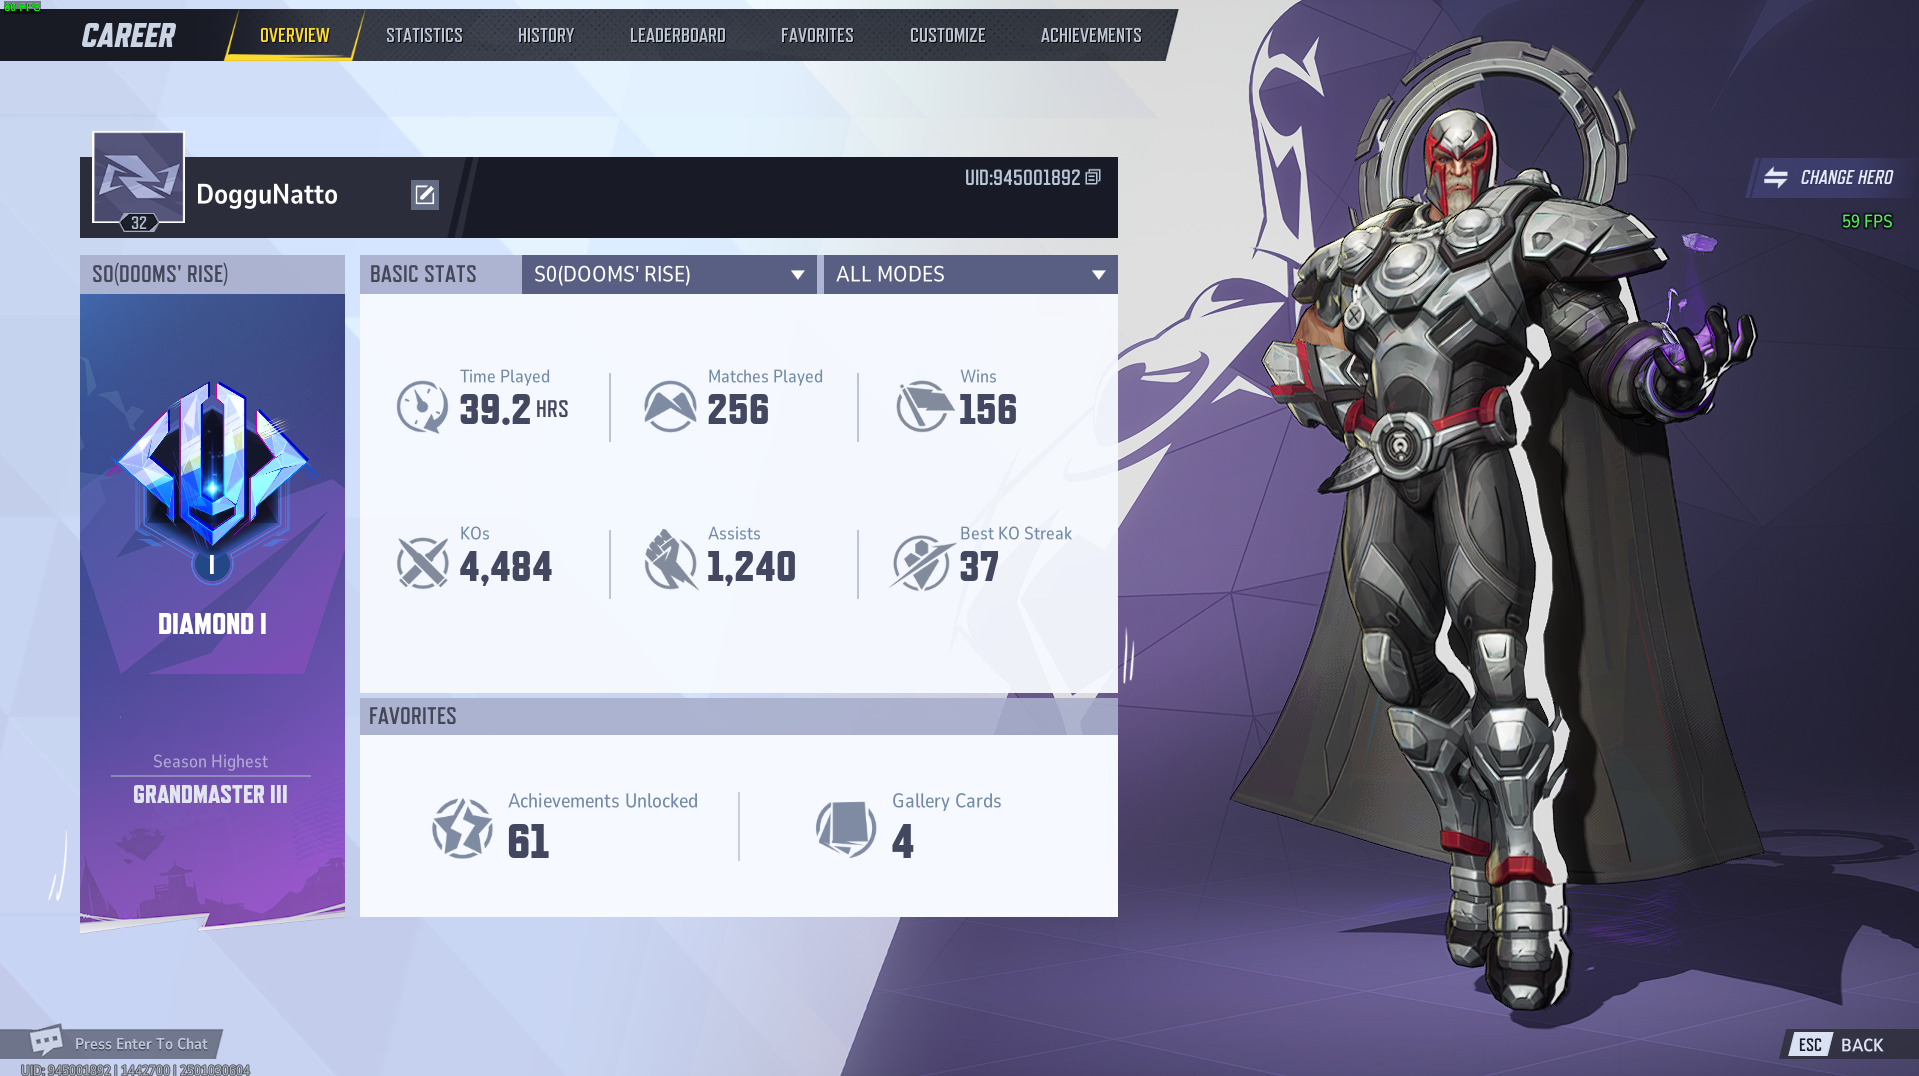 88 FPS
CAREER
OVERVIEW
STATISTICS
HISTORY
LEADERBOARD
FAVORITES
CUSTOMIZE
ACHIEVEMENTS
DogguNatto
32
UID:945001892
CHANGE HERO
59 FPS
S0(DOOMS' RISE)
BASIC STATS
S0(DOOMS' RISE)
ALL MODES
Time Played
39.2 HRS
Matches Played
256
Wins
156
KOs
4,484
Assists
1,240
Best KO Streak
37
I
DIAMOND I
Season Highest
GRANDMASTER III
FAVORITES
Achievements Unlocked
61
Gallery Cards
4
Press Enter To Chat
UID: 945001892 | 1442700 | 2501030604
ESC BACK